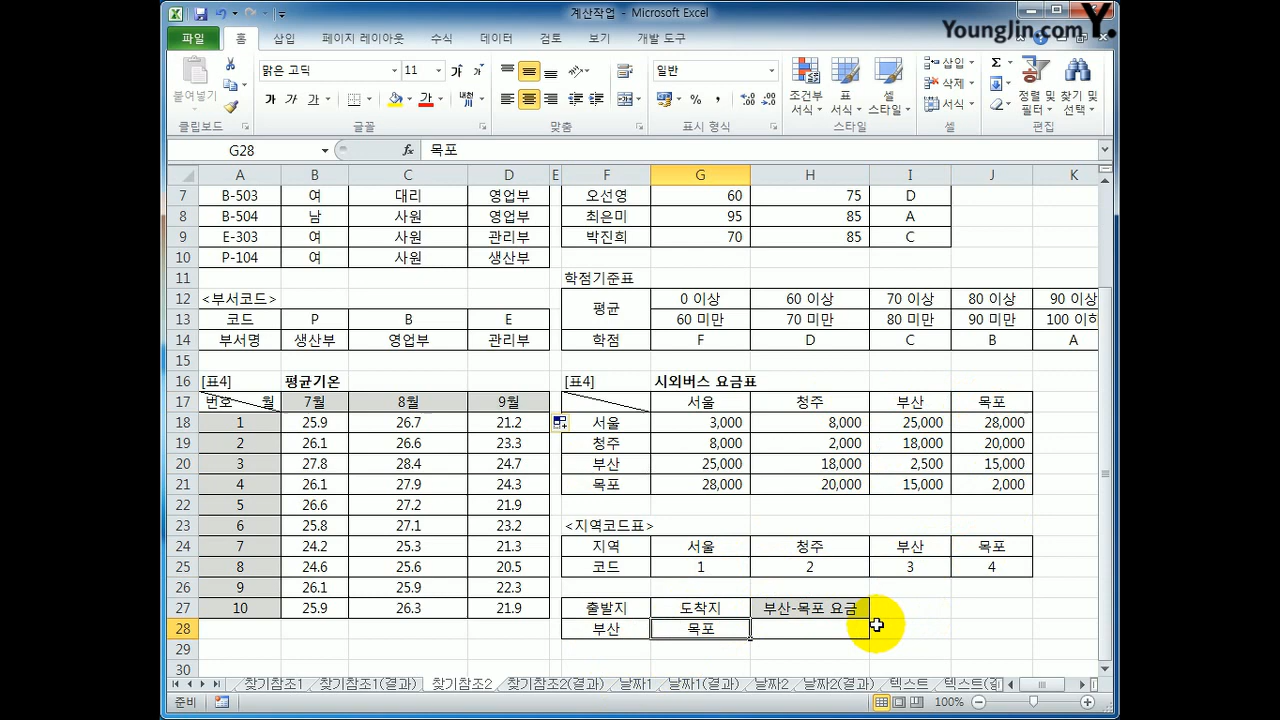 계산작업 - Microsoft Excel
YoungJin.com Y.
파일 홈 삽입 페이지 레이아웃 수식 데이터 검토 보기 개발 도구
맑은 고딕 11 일반
붙여넣기 가 가 가 가 내천 % , 조건부 서식 표 서식 셀 스타일 삽입 삭제 서식 Σ 정렬 및 필터 찾기 및 선택
클립보드 글꼴 맞춤 표시 형식 스타일 셀 편집
G28 fx 목포
A B C D E F G H I J K
7 B-503 여 대리 영업부 오선영 60 75 D
8 B-504 남 사원 영업부 최은미 95 85 A
9 E-303 여 사원 관리부 박진희 70 85 C
10 P-104 여 사원 생산부
11 학점기준표
12 <부서코드> 평균 0 이상 60 이상 70 이상 80 이상 90 이상
13 코드 P B E 60 미만 70 미만 80 미만 90 미만 100 이하
14 부서명 생산부 영업부 관리부 학점 F D C B A
15
16 [표4] 평균기온 [표4] 시외버스 요금표
17 번호 월 7월 8월 9월 서울 청주 부산 목포
18 1 25.9 26.7 21.2 서울 3,000 8,000 25,000 28,000
19 2 26.1 26.6 23.3 청주 8,000 2,000 18,000 20,000
20 3 27.8 28.4 24.7 부산 25,000 18,000 2,500 15,000
21 4 26.1 27.9 24.3 목포 28,000 20,000 15,000 2,000
22 5 26.6 27.2 21.9
23 6 25.8 27.1 23.2 <지역코드표>
24 7 24.2 25.3 21.3 지역 서울 청주 부산 목포
25 8 24.6 25.6 20.5 코드 1 2 3 4
26 9 26.1 25.9 22.3
27 10 25.9 26.3 21.9 출발지 도착지 부산-목포 요금
28 부산 목포
29
30
찾기참조1 찾기참조1(결과) 찾기참조2 찾기참조2(결과) 날짜1 날짜1(결과) 날짜2 날짜2(결과) 텍스트
준비 100%